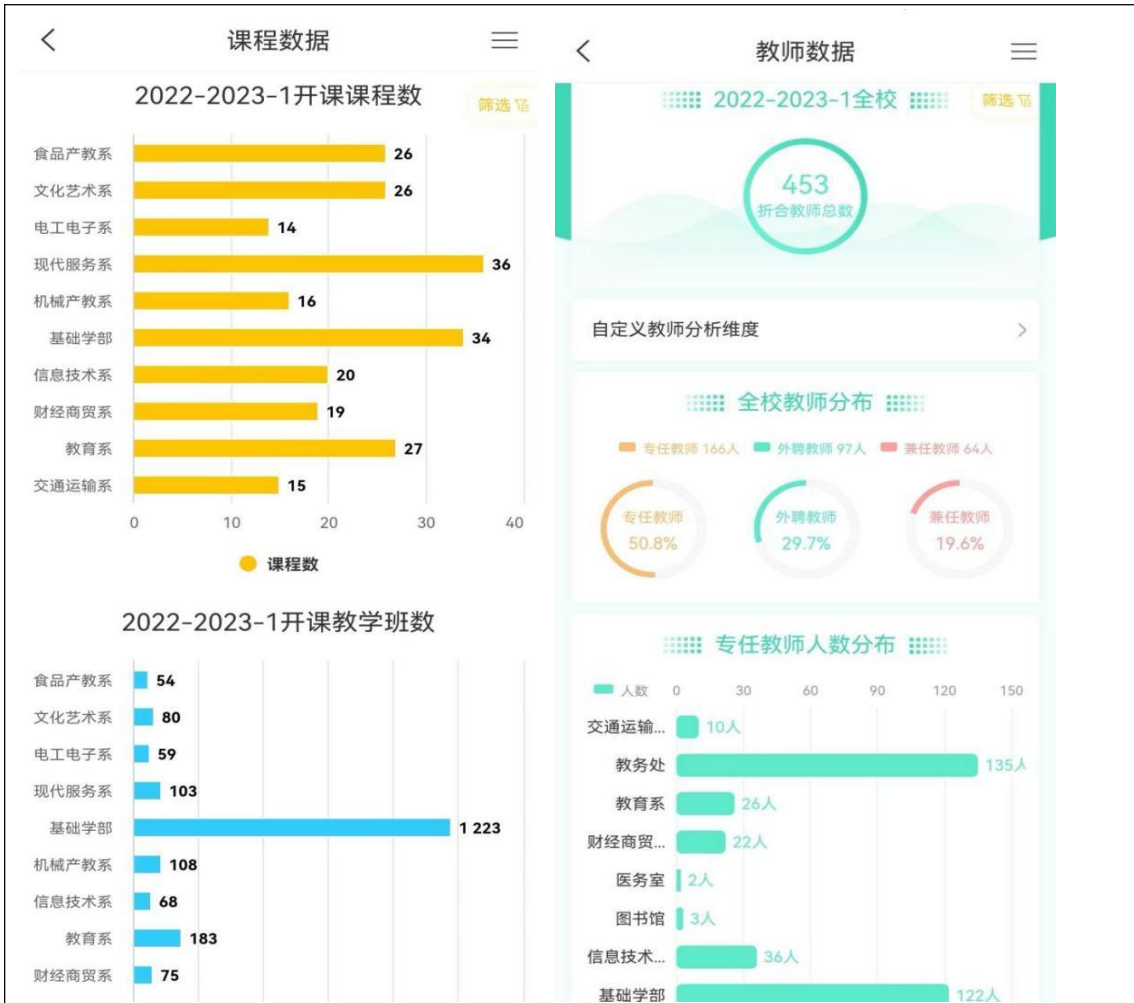 课程数据
2022-2023-1开课课程数
筛选
食品产教系 26
文化艺术系 26
电工电子系 14
现代服务系 36
机械产教系 16
基础学部 34
信息技术系 20
财经商贸系 19
教育系 27
交通运输系 15
0 10 20 30 40
课程数
2022-2023-1开课教学班数
食品产教系 54
文化艺术系 80
电工电子系 59
现代服务系 103
基础学部 1 223
机械产教系 108
信息技术系 68
教育系 183
财经商贸系 75
教师数据
2022-2023-1全校
筛选
453
折合教师总数
自定义教师分析维度
全校教师分布
专任教师 166人 外聘教师 97人 兼任教师 64人
专任教师 外聘教师 兼任教师
50.8% 29.7% 19.6%
专任教师人数分布
人数 0 30 60 90 120 150
交通运输... 10人
教务处 135人
教育系 26人
财经商贸... 22人
医务室 2人
图书馆 3人
信息技术... 36人
基础学部 122人